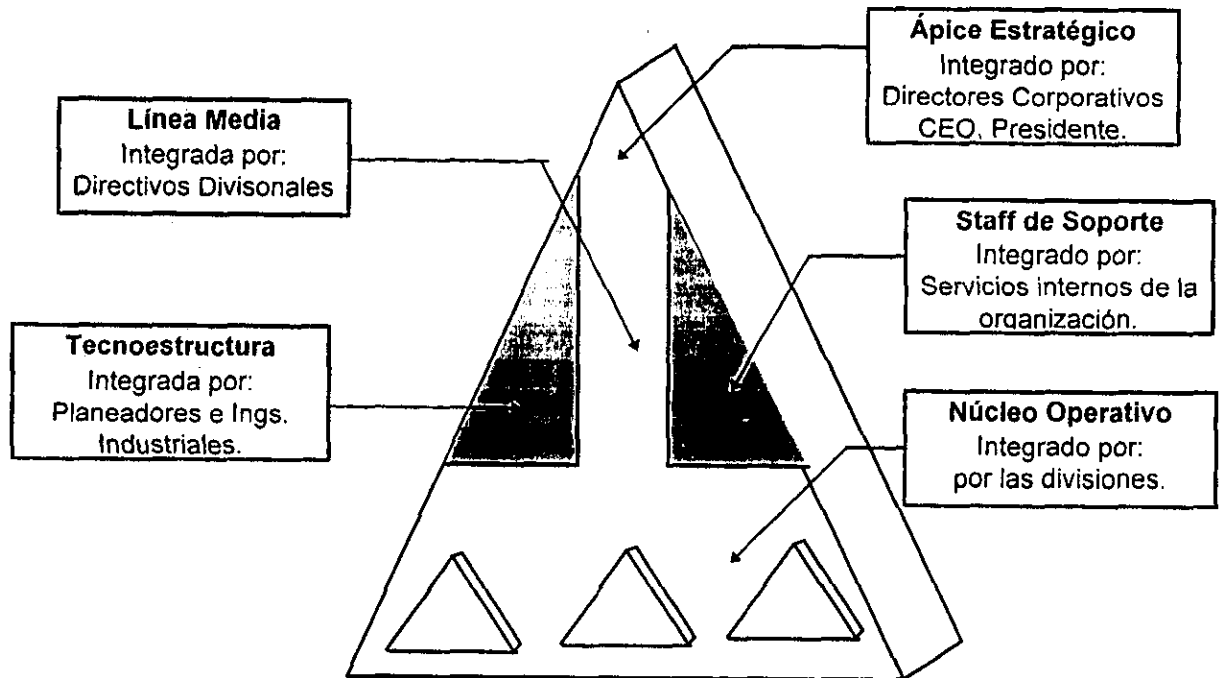 Ápice Estratégico
Integrado por:
Directores Corporativos
CEO, Presidente.
Línea Media
Integrada por:
Directivos Divisonales
Staff de Soporte
Integrado por:
Servicios internos de la
organización.
Tecnoestructura
Integrada por:
Planeadores e Ings.
Industriales.
Núcleo Operativo
Integrado por:
por las divisiones.